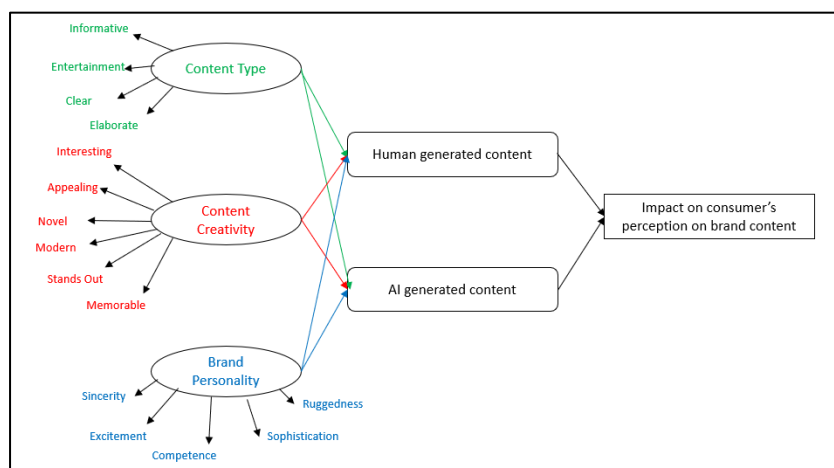 Informative
Entertainment
Clear
Elaborate
Content Type
Interesting
Appealing
Novel
Modern
Stands Out
Memorable
Content
Creativity
Brand
Personality
Sincerity
Excitement
Competence
Sophistication
Ruggedness
Human generated content
AI generated content
Impact on consumer's
perception on brand content